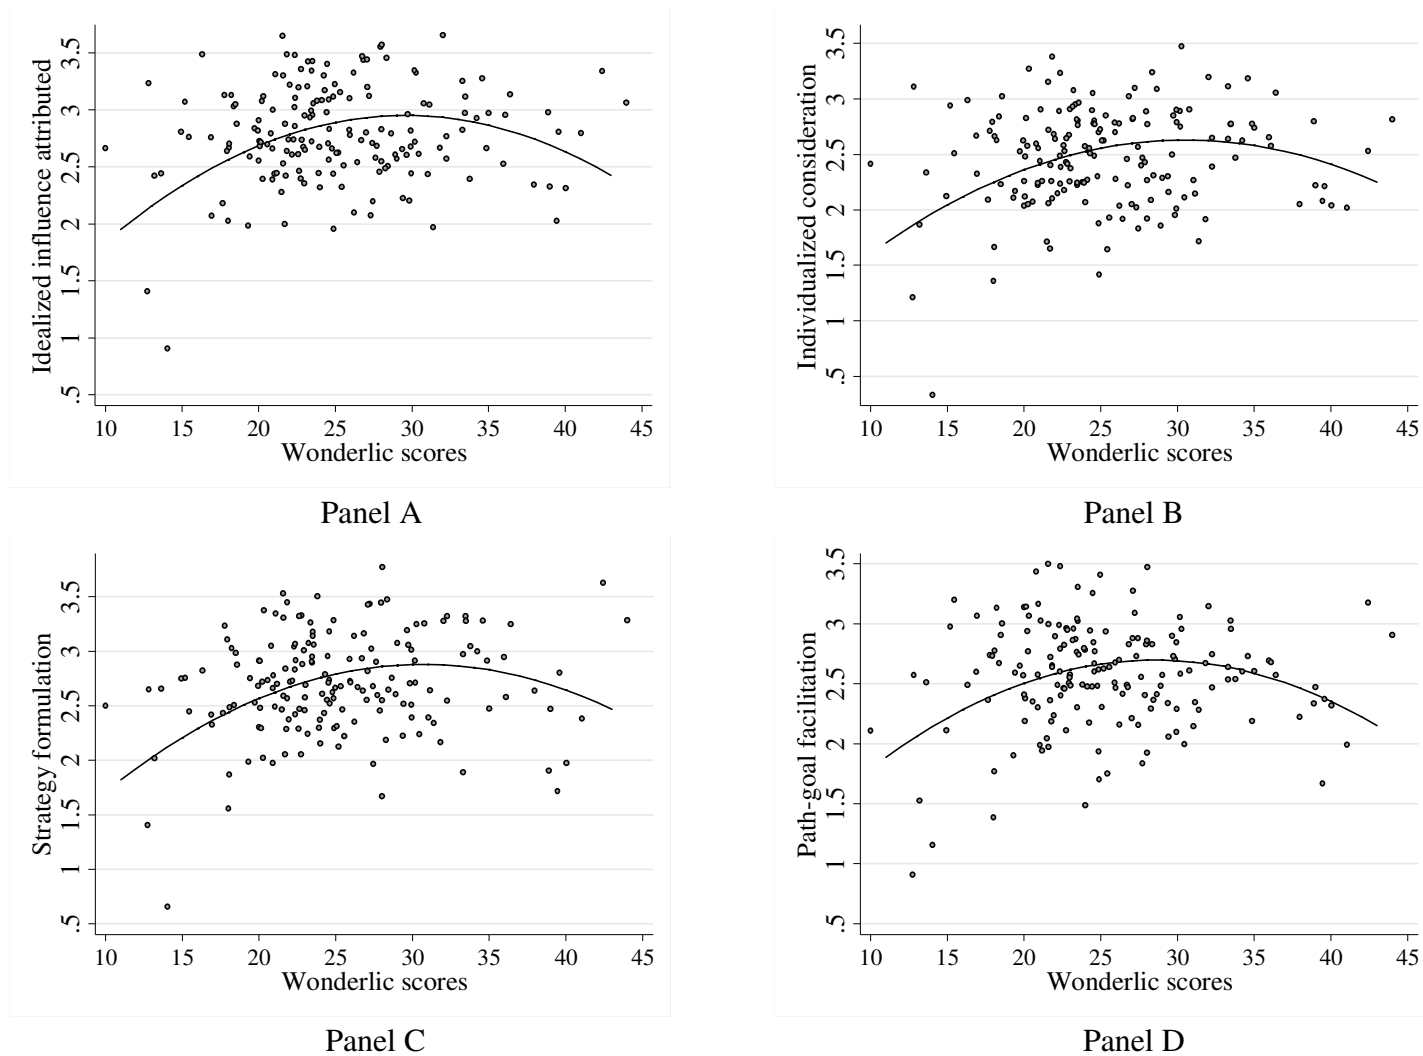 Idealized influence attributed
3.5
3
2.5
2
1.5
1
.5
10 15 20 25 30 35 40 45
Wonderlic scores
Panel A
Individualized consideration
3.5
3
2.5
2
1.5
1
.5
10 15 20 25 30 35 40 45
Wonderlic scores
Panel B
Strategy formulation
3.5
3
2.5
2
1.5
1
.5
10 15 20 25 30 35 40 45
Wonderlic scores
Panel C
Path-goal facilitation
3.5
3
2.5
2
1.5
1
.5
10 15 20 25 30 35 40 45
Wonderlic scores
Panel D